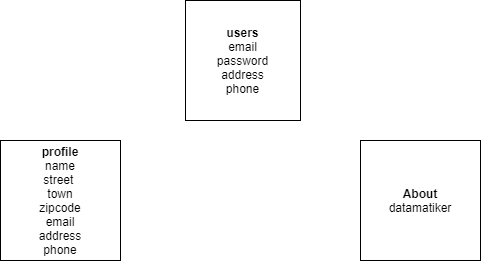 users
email
password
address
phone
profile
name
street
town
zipcode
email
address
phone
About
datamatiker